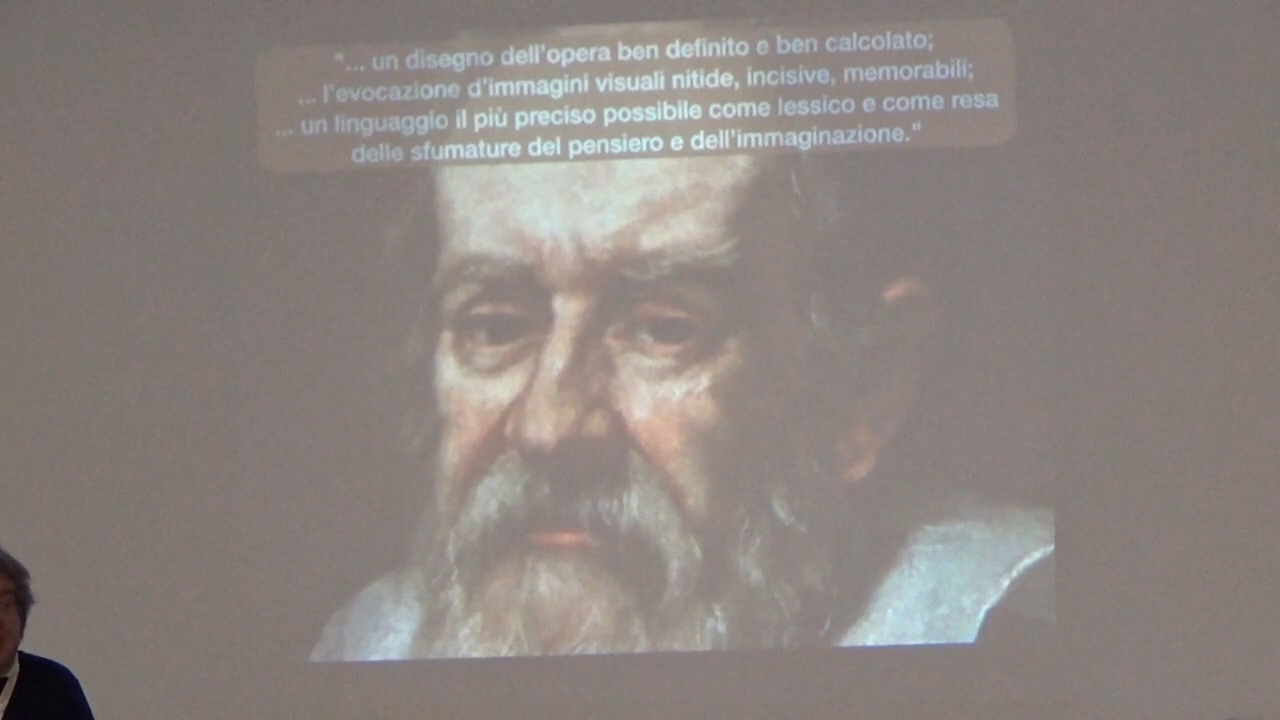 "... un disegno dell'opera ben definito e ben calcolato;
... l'evocazione d'immagini visuali nitide, incisive, memorabili;
... un linguaggio il più preciso possibile come lessico e come resa
delle sfumature del pensiero e dell'immaginazione."